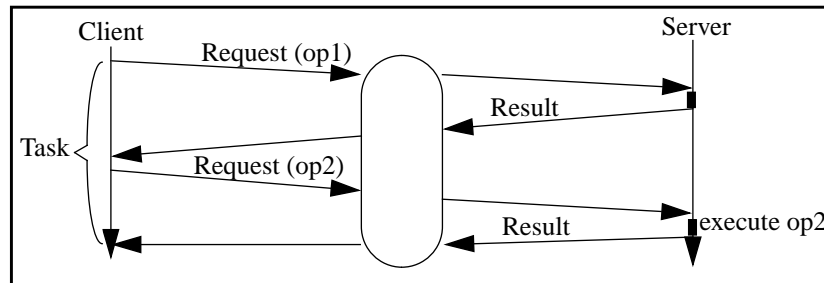 Client
Server
Request (op1)
Result
Task
Request (op2)
Result
execute op2